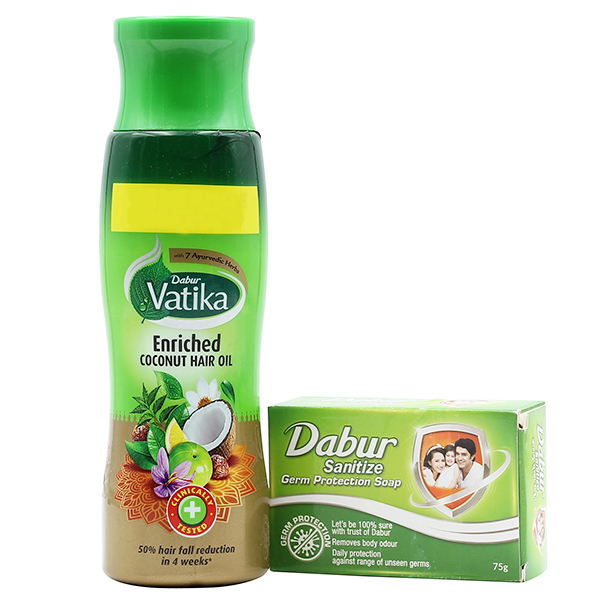 with 7 Ayurvedic Herbs
Dabur
Vatika
Enriched
COCONUT HAIR OIL
CLINICALLY
TESTED
50% hair fall reduction
in 4 weeks*
Dabur
Sanitize
Germ Protection Soap
GERM PROTECTION
Let's be 100% sure
with trust of Dabur
Removes body odour
Daily protection
against range of unseen germs
75g
Dabur